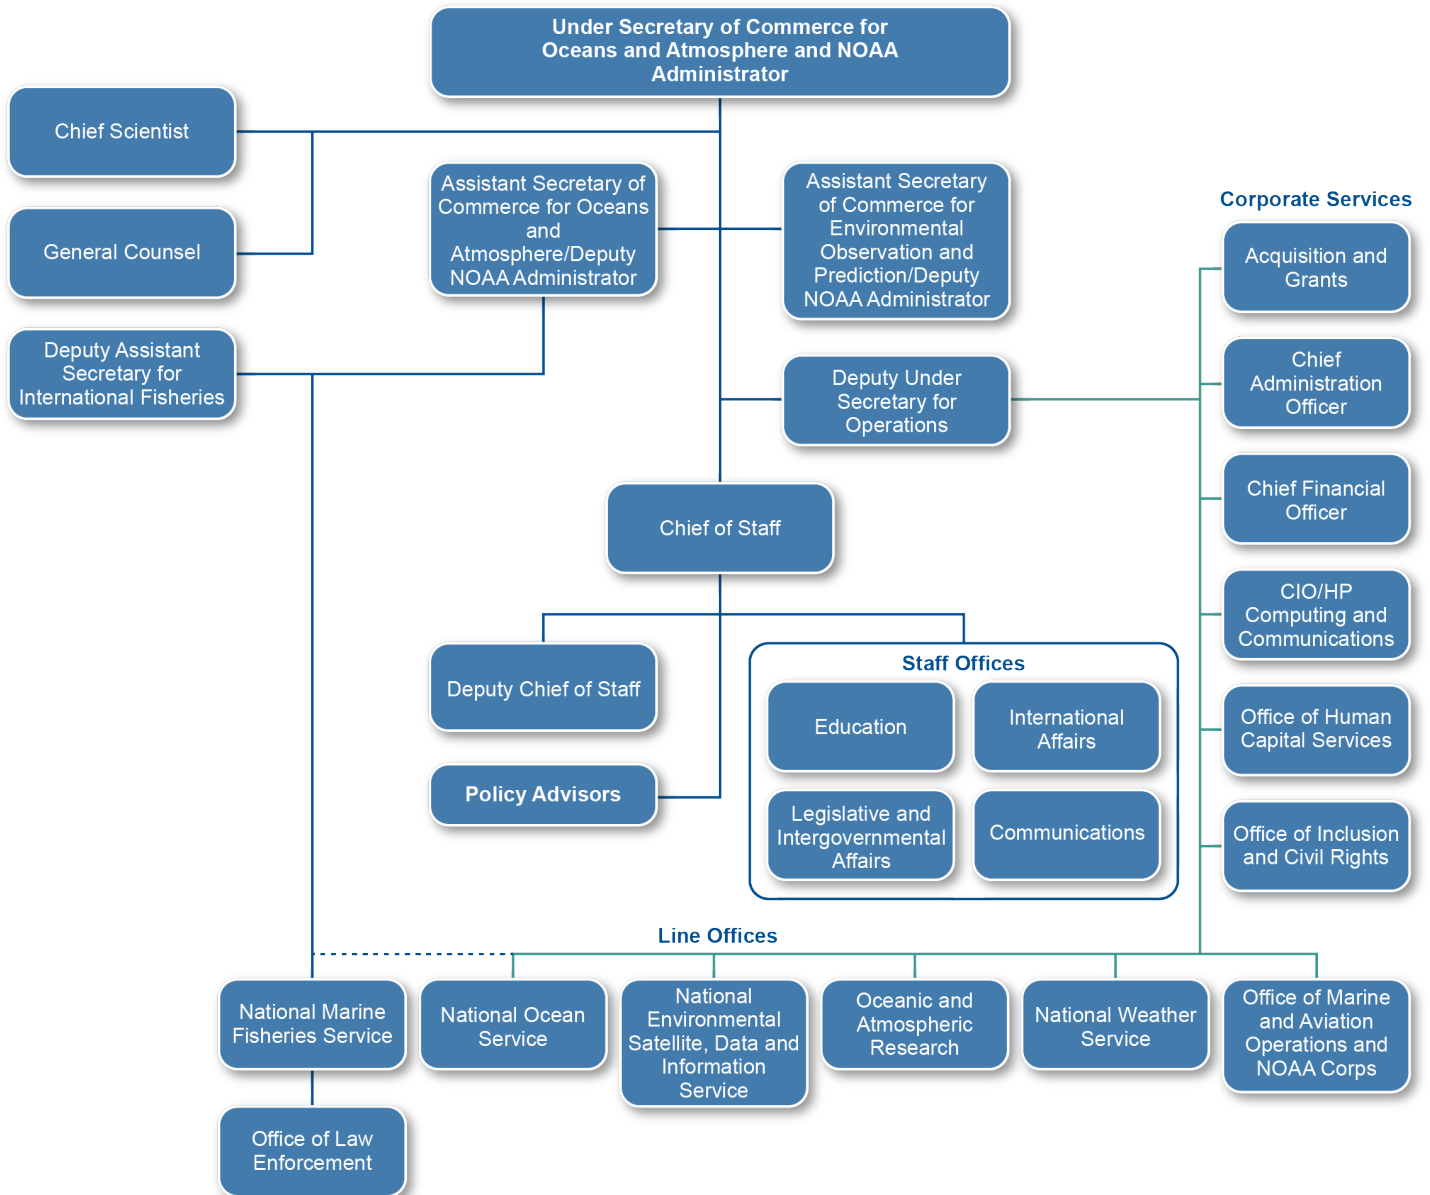 Under Secretary of Commerce for
Oceans and Atmosphere and NOAA
Administrator
Chief Scientist
General Counsel
Deputy Assistant
Secretary for
International Fisheries
Assistant Secretary of
Commerce for Oceans
and
Atmosphere/Deputy
NOAA Administrator
Assistant Secretary
of Commerce for
Environmental
Observation and
Prediction/Deputy
NOAA Administrator
Deputy Under
Secretary for
Operations
Corporate Services
Acquisition and
Grants
Chief
Administration
Officer
Chief Financial
Officer
CIO/HP
Computing and
Communications
Office of Human
Capital Services
Office of Inclusion
and Civil Rights
Chief of Staff
Deputy Chief of Staff
Policy Advisors
Staff Offices
Education
International
Affairs
Legislative and
Intergovernmental
Affairs
Communications
Line Offices
National Marine
Fisheries Service
National Ocean
Service
National
Environmental
Satellite, Data and
Information
Service
Oceanic and
Atmospheric
Research
National Weather
Service
Office of Marine
and Aviation
Operations and
NOAA Corps
Office of Law
Enforcement